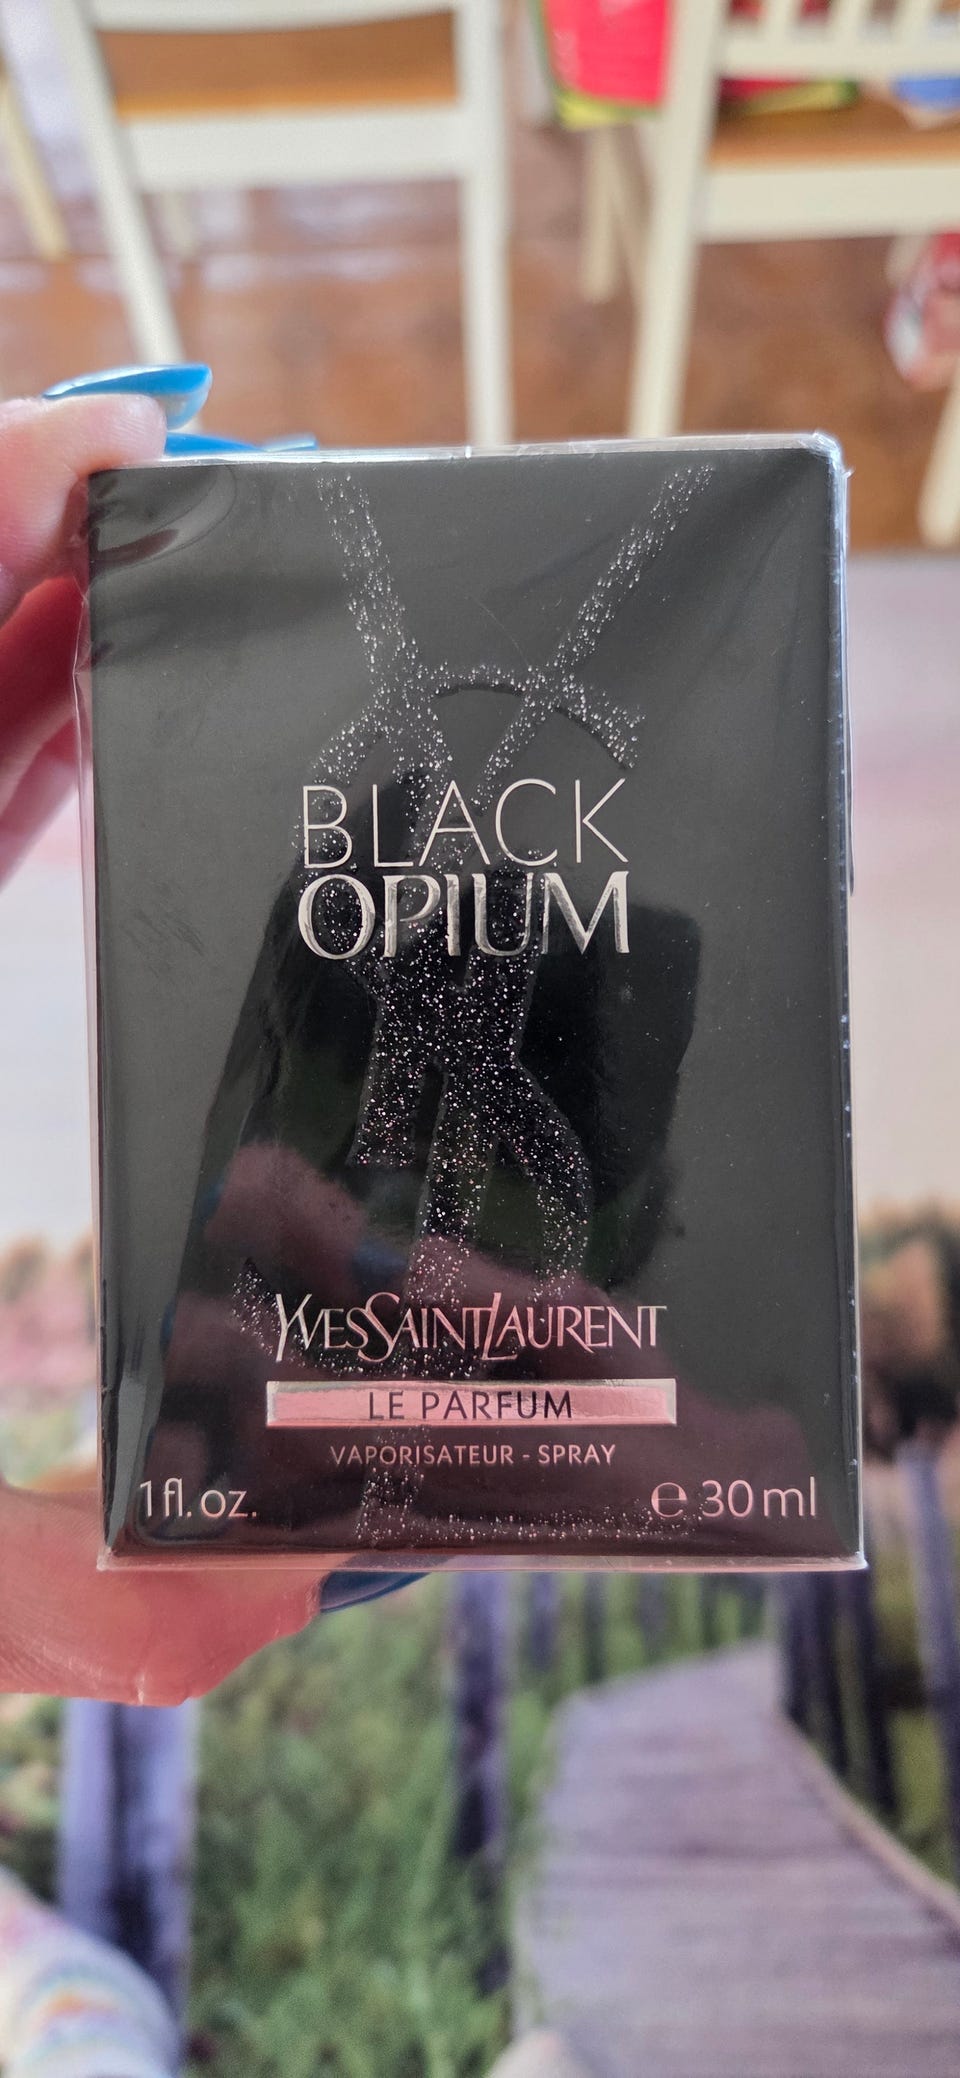 BLACK
OPIUM
YVESSAINTLAURENT
LE PARFUM
VAPORISATEUR - SPRAY
1 fl. oz. ℮ 30 ml